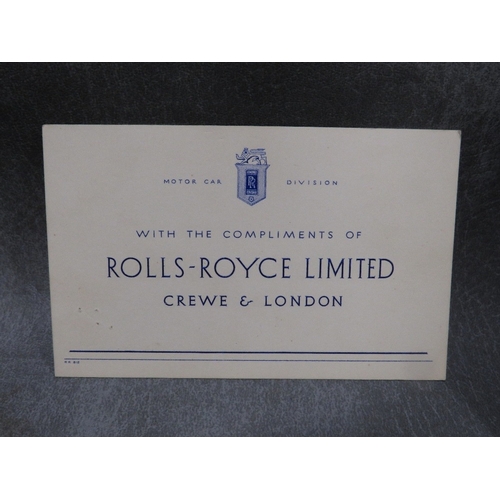 MOTOR CAR DIVISION
WITH THE COMPLIMENTS OF
ROLLS-ROYCE LIMITED
CREWE & LONDON